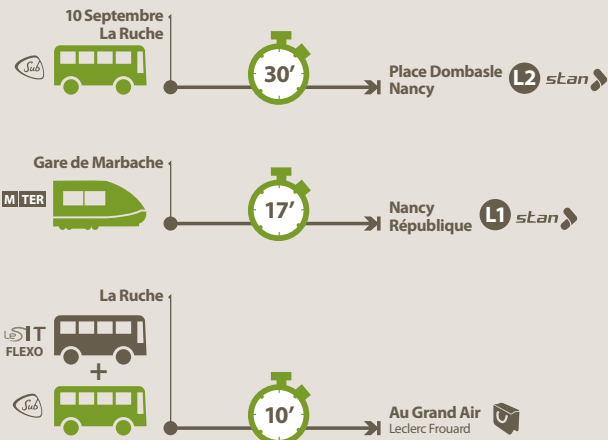 10 Septembre
La Ruche
Sub
30’
Place Dombasle
Nancy
L2 stan
Gare de Marbache
M TER
17’
Nancy
République
L1 stan
La Ruche
Le SIT
FLEXO
+
Sub
10’
Au Grand Air
Leclerc Frouard